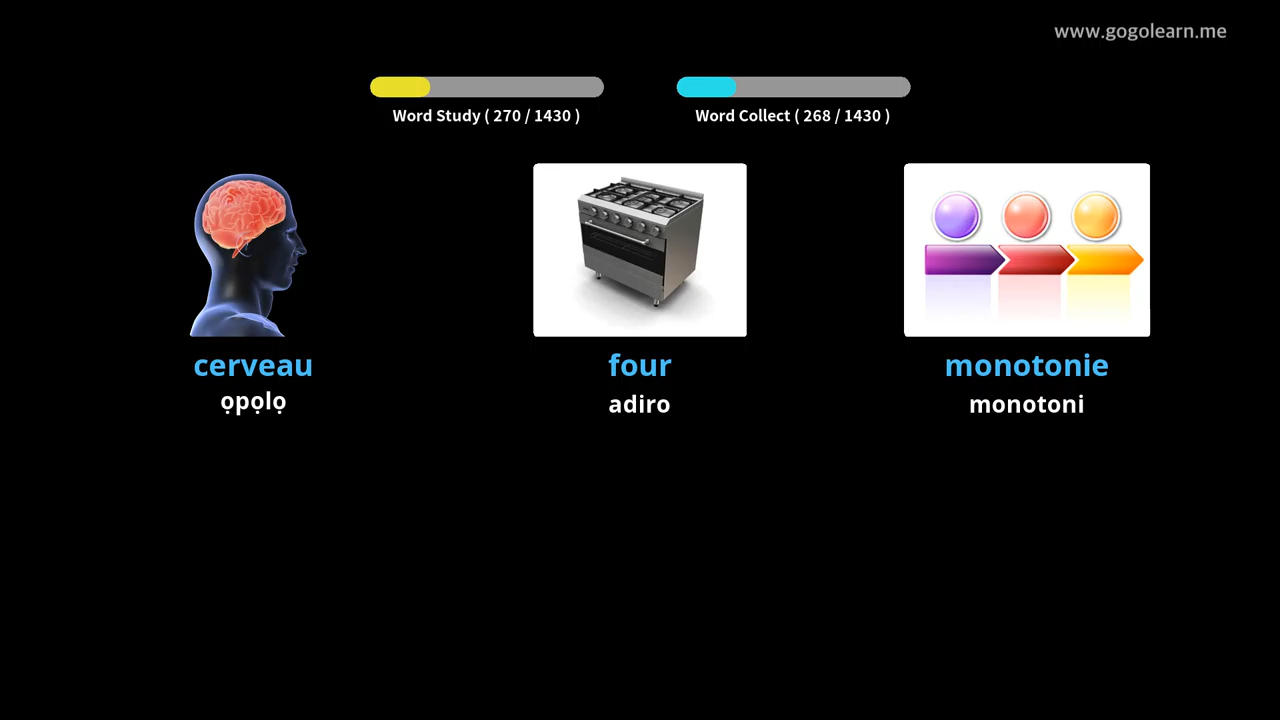 www.gogolearn.me
Word Study ( 270 / 1430 )
Word Collect ( 268 / 1430 )
cerveau
ọpọlọ
four
adiro
monotonie
monotoni